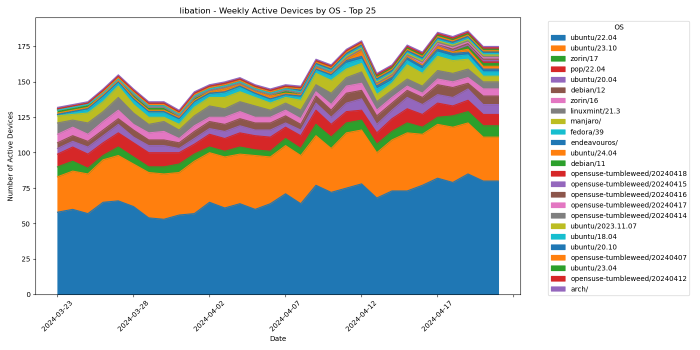 libation - Weekly Active Devices by OS - Top 25
Number of Active Devices
175
150
125
100
75
50
25
0
2024-03-23
2024-03-28
2024-04-02
2024-04-07
2024-04-12
2024-04-17
Date
OS
ubuntu/22.04
ubuntu/23.10
zorin/17
pop/22.04
ubuntu/20.04
debian/12
zorin/16
linuxmint/21.3
manjaro/
fedora/39
endeavouros/
ubuntu/24.04
debian/11
opensuse-tumbleweed/20240418
opensuse-tumbleweed/20240415
opensuse-tumbleweed/20240416
opensuse-tumbleweed/20240417
opensuse-tumbleweed/20240414
ubuntu/2023.11.07
ubuntu/18.04
ubuntu/20.10
opensuse-tumbleweed/20240407
ubuntu/23.04
opensuse-tumbleweed/20240412
arch/